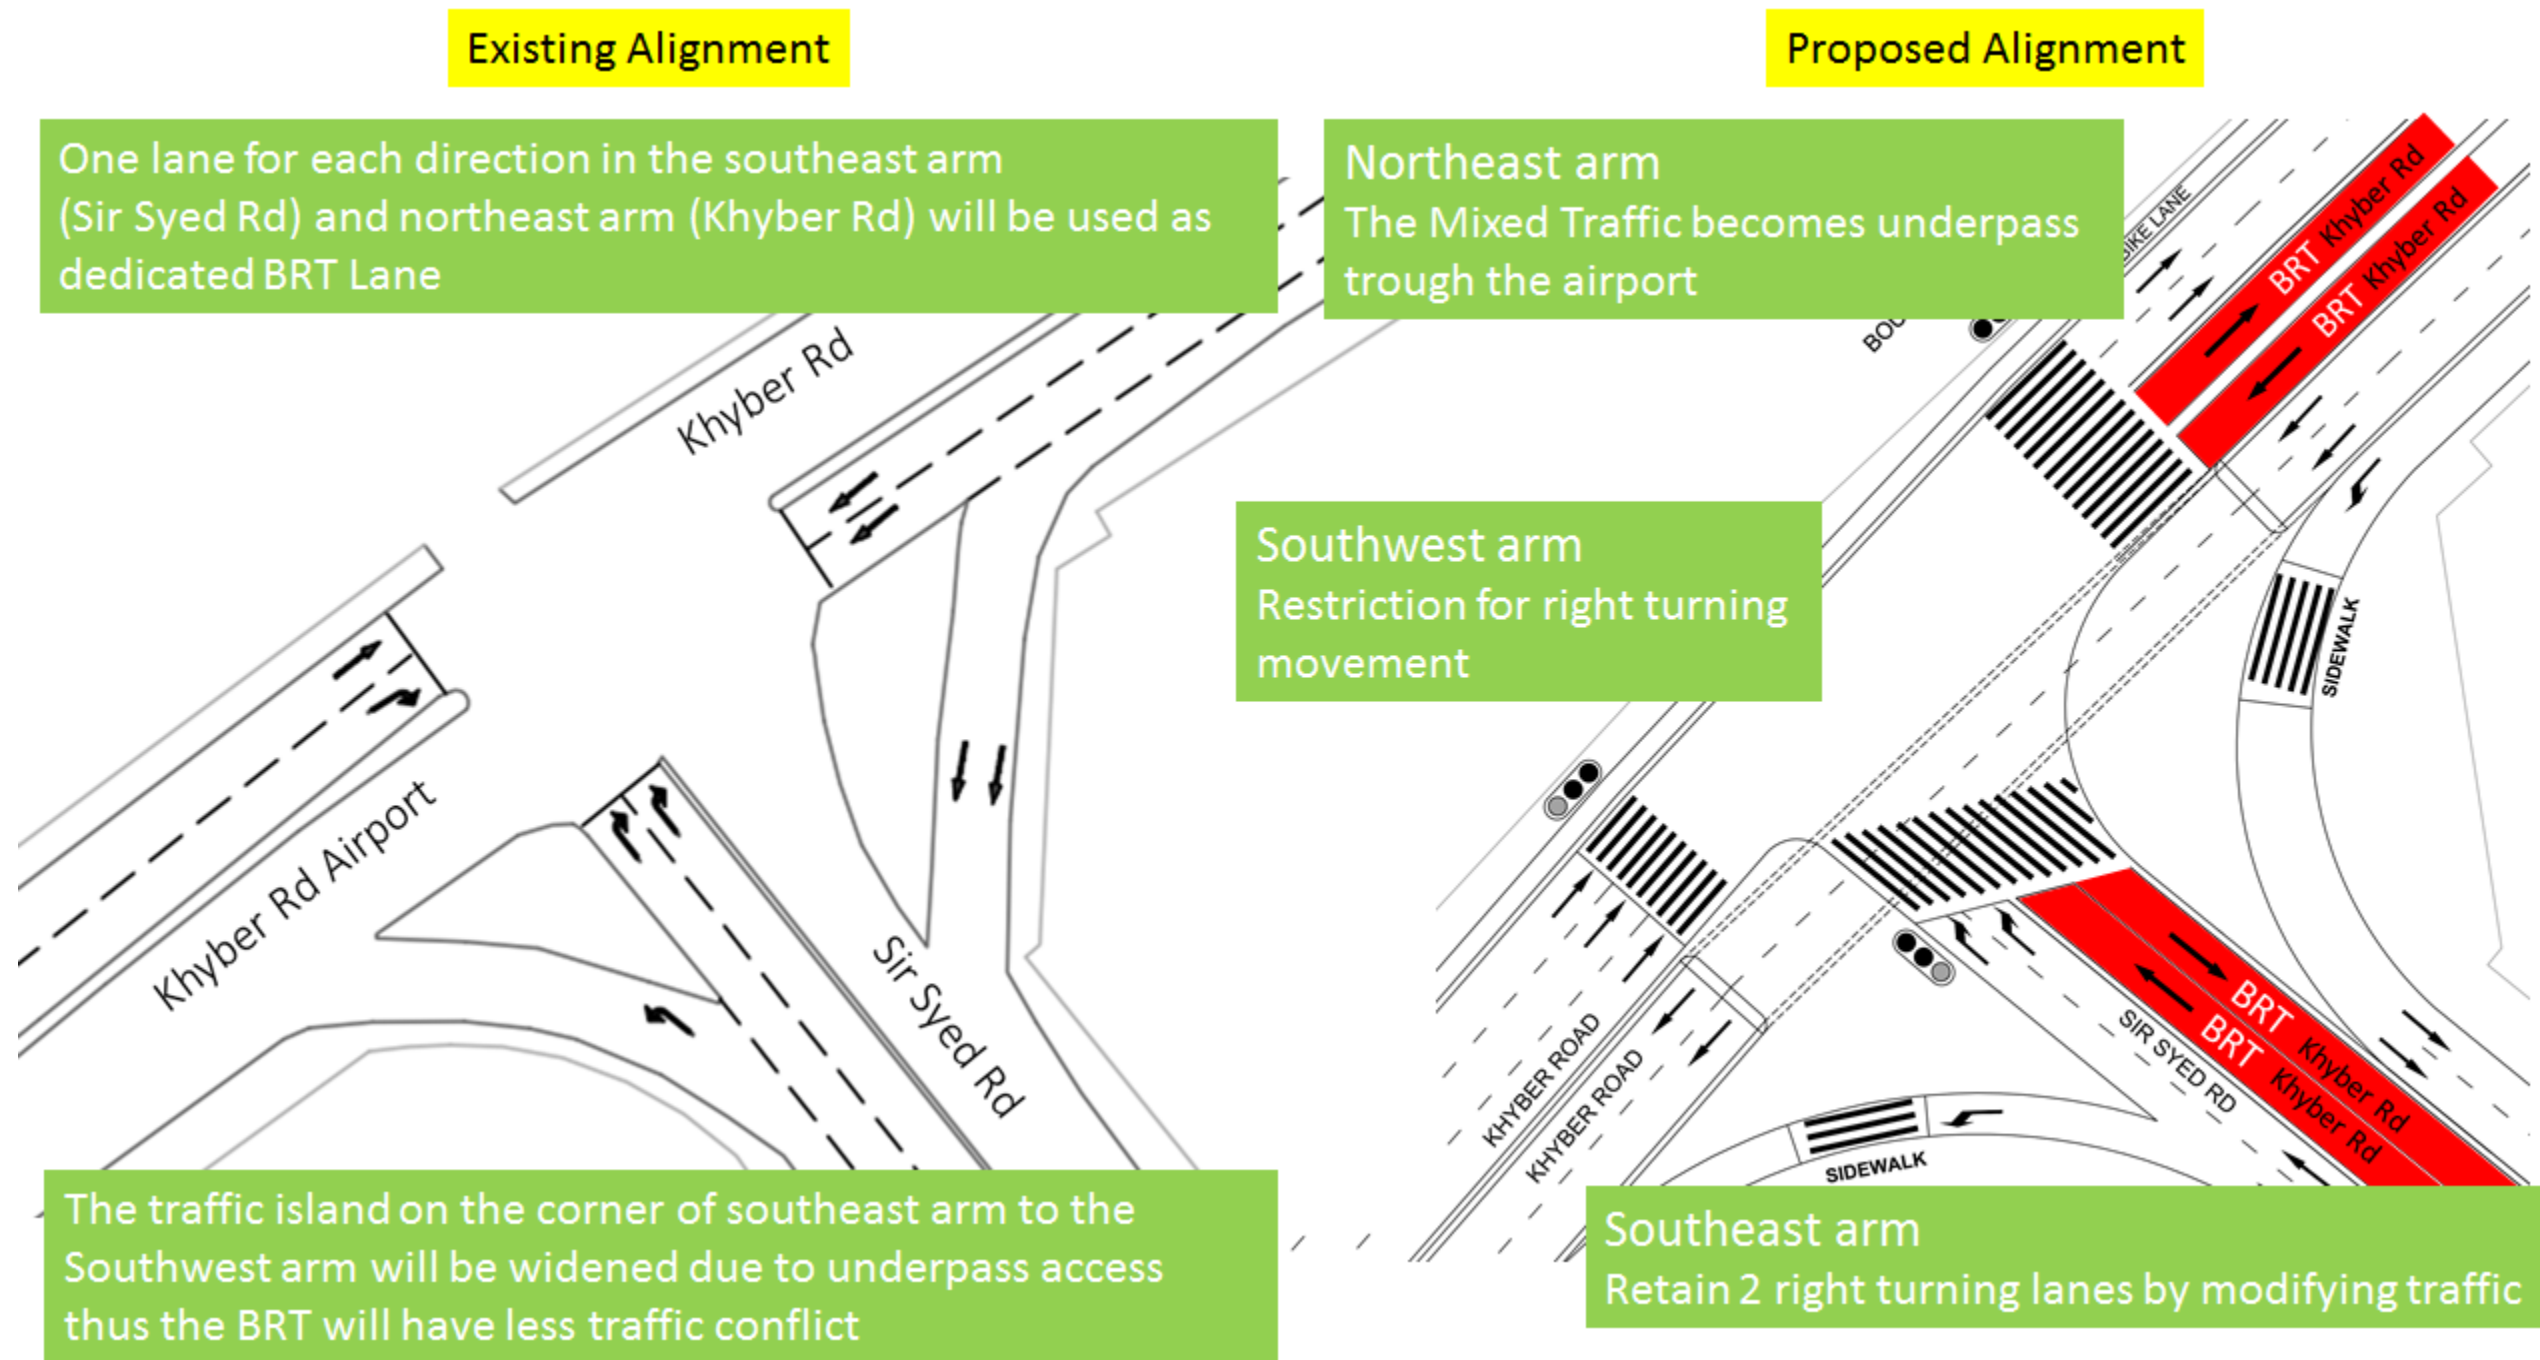 Existing Alignment
Proposed Alignment
One lane for each direction in the southeast arm
(Sir Syed Rd) and northeast arm (Khyber Rd) will be used as
dedicated BRT Lane
Northeast arm
The Mixed Traffic becomes underpass
trough the airport
BIKE LANE
BRT Khyber Rd
BRT Khyber Rd
Khyber Rd
Southwest arm
Restriction for right turning
movement
SIDEWALK
Khyber Rd Airport
Sir Syed Rd
KHYBER ROAD
KHYBER ROAD
SIR SYED RD
BRT Khyber Rd
BRT Khyber Rd
SIDEWALK
The traffic island on the corner of southeast arm to the
Southwest arm will be widened due to underpass access
thus the BRT will have less traffic conflict
Southeast arm
Retain 2 right turning lanes by modifying traffic